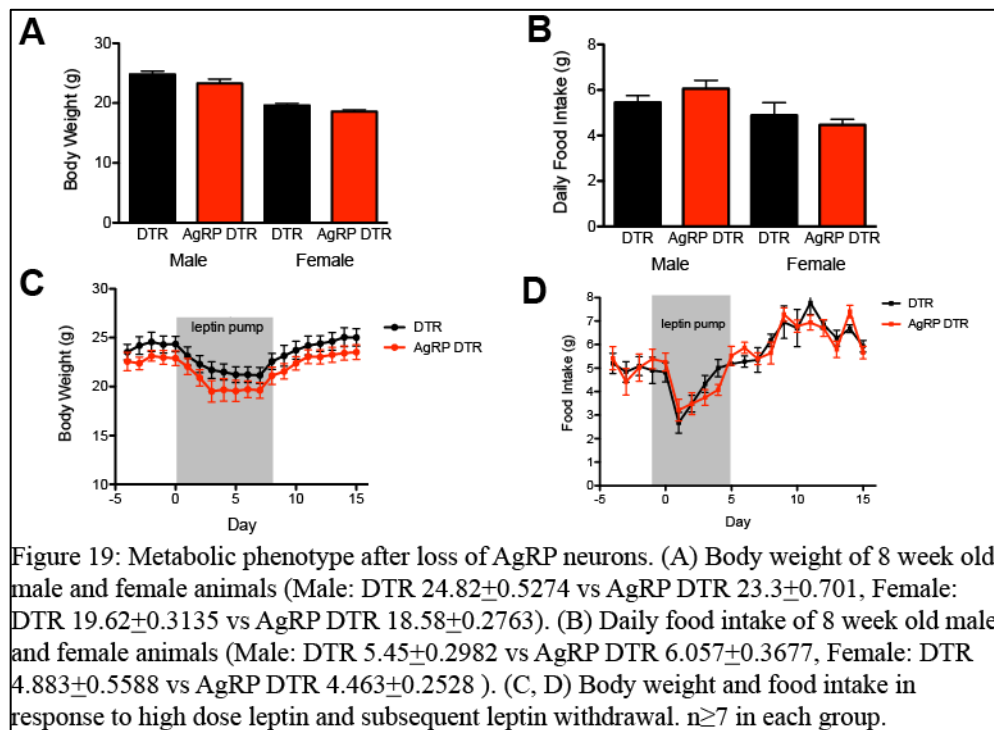 A
Body Weight (g)
30
20
10
0
DTR
AgRP DTR
DTR
AgRP DTR
Male
Female
B
Daily Food Intake (g)
8
6
4
2
0
DTR
AgRP DTR
DTR
AgRP DTR
Male
Female
C
Body Weight (g)
30
25
20
15
10
leptin pump
DTR
AgRP DTR
-5
0
5
10
15
Day
D
Food Intake (g)
8
7
6
5
4
3
2
1
0
leptin pump
DTR
AgRP DTR
-5
0
5
10
15
Day
Figure 19: Metabolic phenotype after loss of AgRP neurons. (A) Body weight of 8 week old
male and female animals (Male: DTR 24.82±0.5274 vs AgRP DTR 23.3±0.701, Female:
DTR 19.62±0.3135 vs AgRP DTR 18.58±0.2763). (B) Daily food intake of 8 week old male
and female animals (Male: DTR 5.45±0.2982 vs AgRP DTR 6.057±0.3677, Female: DTR
4.883±0.5588 vs AgRP DTR 4.463±0.2528 ). (C, D) Body weight and food intake in
response to high dose leptin and subsequent leptin withdrawal. n≥7 in each group.